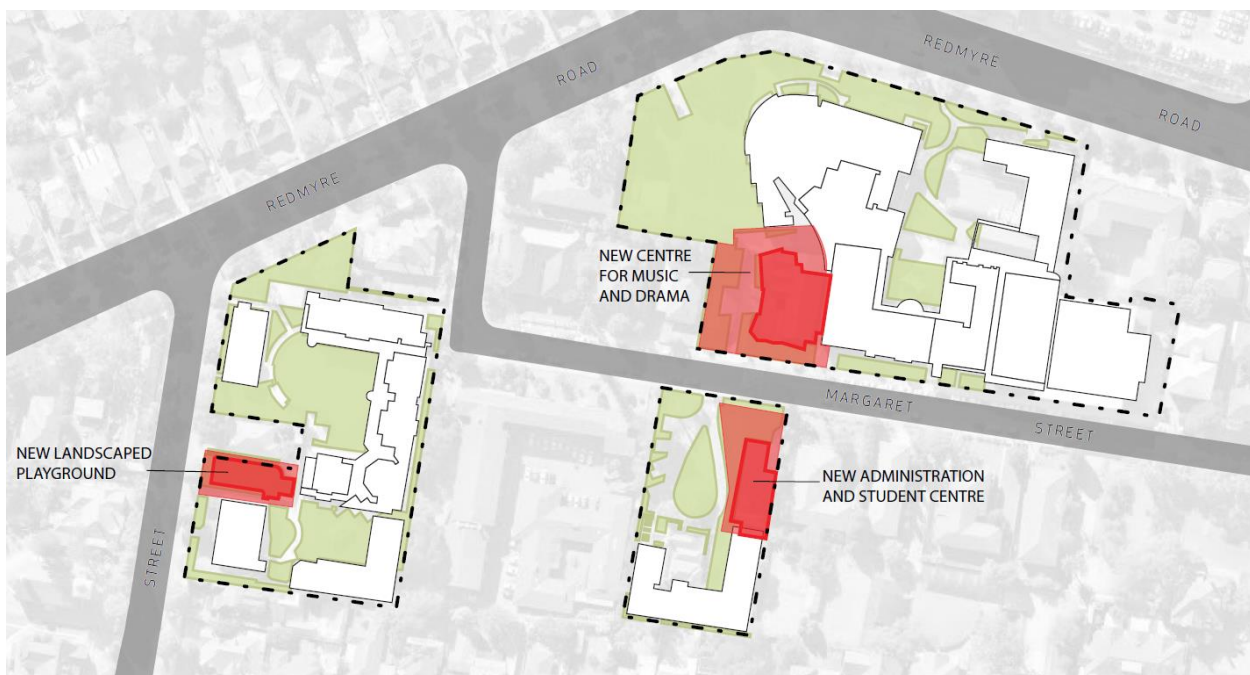 REDMYRE
ROAD
ROAD
REDMYRE
NEW CENTRE
FOR MUSIC
AND DRAMA
MARGARET
STREET
NEW LANDSCAPED
PLAYGROUND
NEW ADMINISTRATION
AND STUDENT CENTRE
STREET